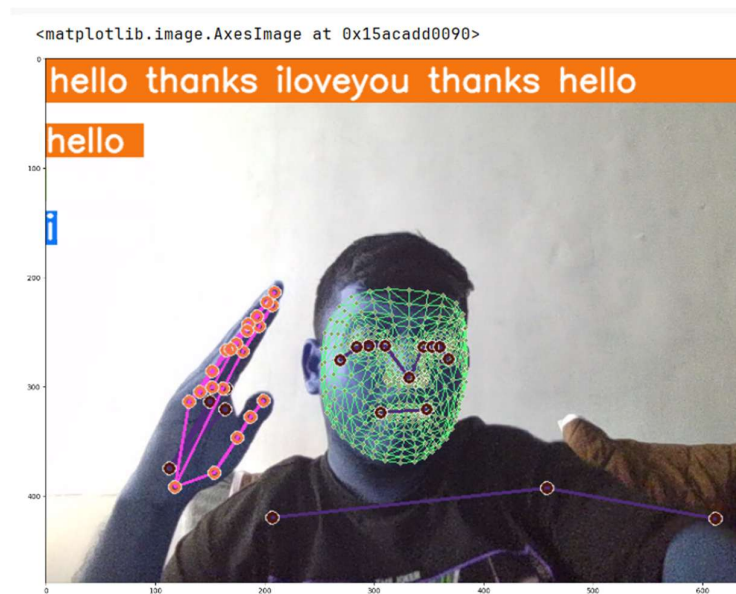 <matplotlib.image.AxesImage at 0x15acadd0090>
0
hello thanks iloveyou thanks hello
hello
100
i
200
300
400
0 100 200 300 400 500 600